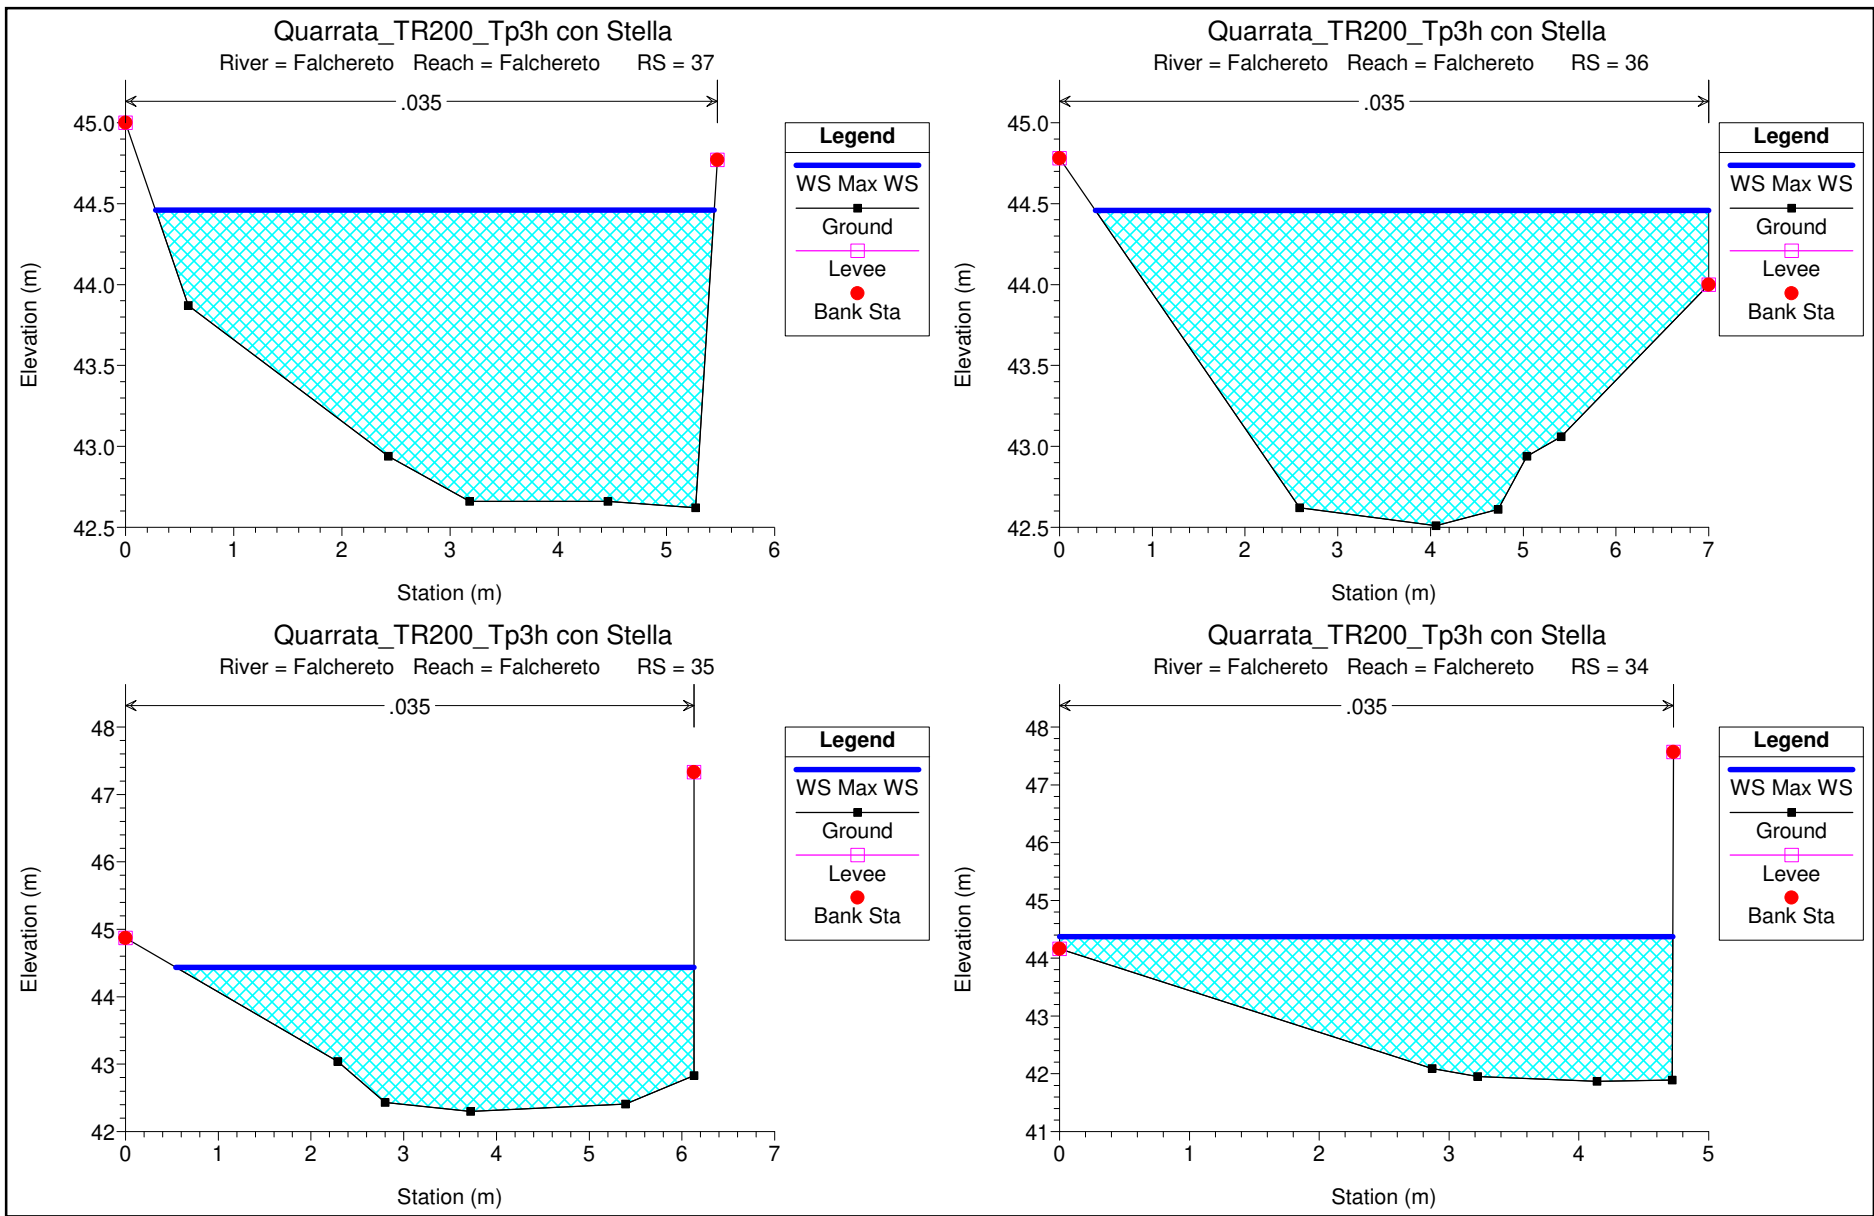 Quarrata_TR200_Tp3h con Stella
River = Falchereto Reach = Falchereto RS = 37
.035
45.0
44.5
44.0
43.5
43.0
42.5
0 1 2 3 4 5 6
Elevation (m)
Station (m)
Legend
WS Max WS
Ground
Levee
Bank Sta
Quarrata_TR200_Tp3h con Stella
River = Falchereto Reach = Falchereto RS = 36
.035
45.0
44.5
44.0
43.5
43.0
42.5
0 1 2 3 4 5 6 7
Elevation (m)
Station (m)
Legend
WS Max WS
Ground
Levee
Bank Sta
Quarrata_TR200_Tp3h con Stella
River = Falchereto Reach = Falchereto RS = 35
.035
48
47
46
45
44
43
42
0 1 2 3 4 5 6 7
Elevation (m)
Station (m)
Legend
WS Max WS
Ground
Levee
Bank Sta
Quarrata_TR200_Tp3h con Stella
River = Falchereto Reach = Falchereto RS = 34
.035
48
47
46
45
44
43
42
41
0 1 2 3 4 5
Elevation (m)
Station (m)
Legend
WS Max WS
Ground
Levee
Bank Sta